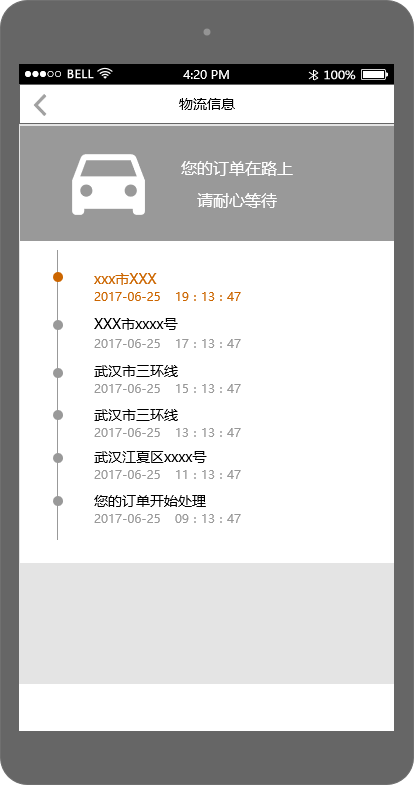 BELL 4:20 PM 100%
物流信息
您的订单在路上
请耐心等待
xxx市XXX
2017-06-25 19：13：47
XXX市xxxx号
2017-06-25 17：13：47
武汉市三环线
2017-06-25 15：13：47
武汉市三环线
2017-06-25 13：13：47
武汉江夏区xxxx号
2017-06-25 11：13：47
您的订单开始处理
2017-06-25 09：13：47